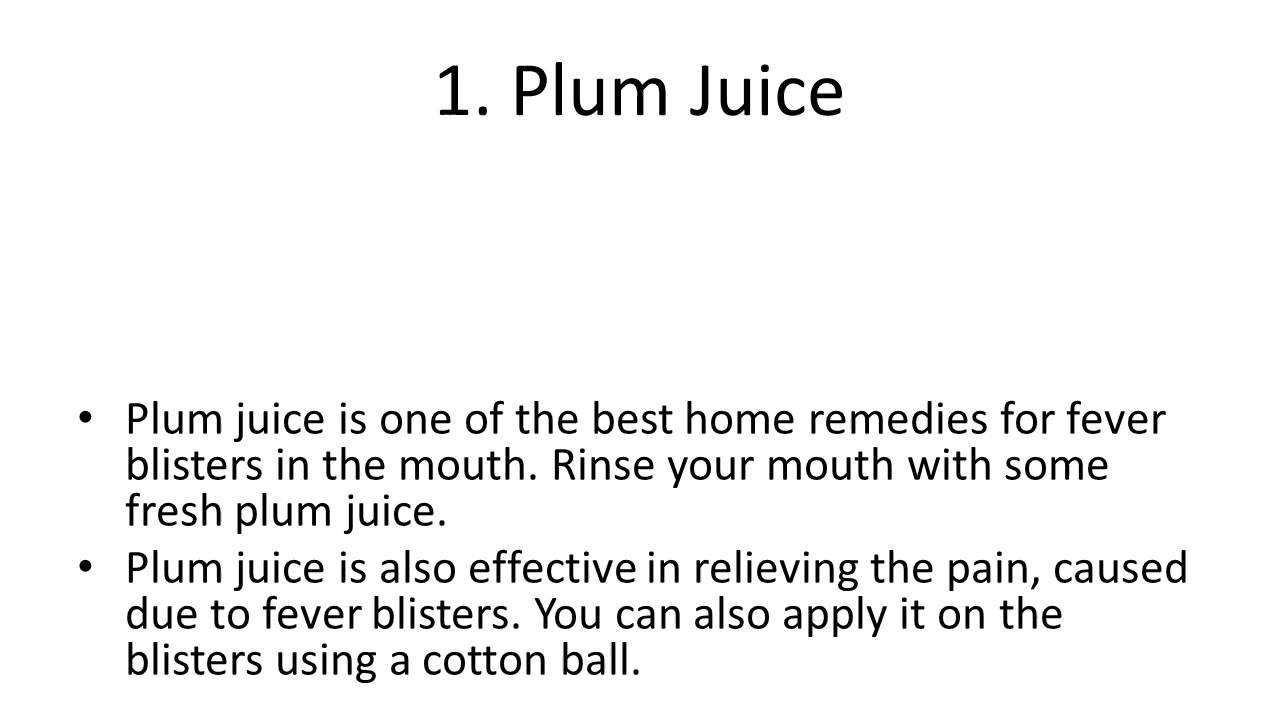 1. Plum Juice
• Plum juice is one of the best home remedies for fever
blisters in the mouth. Rinse your mouth with some
fresh plum juice.
• Plum juice is also effective in relieving the pain, caused
due to fever blisters. You can also apply it on the
blisters using a cotton ball.